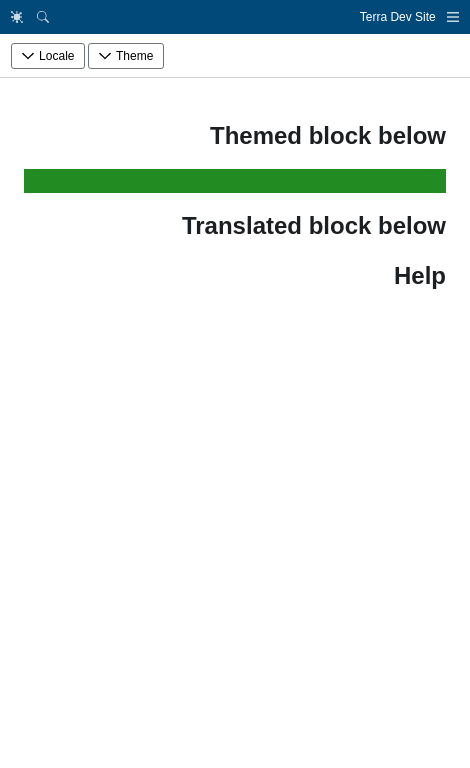 Terra Dev Site
Locale
Theme
Themed block below
Translated block below
Help